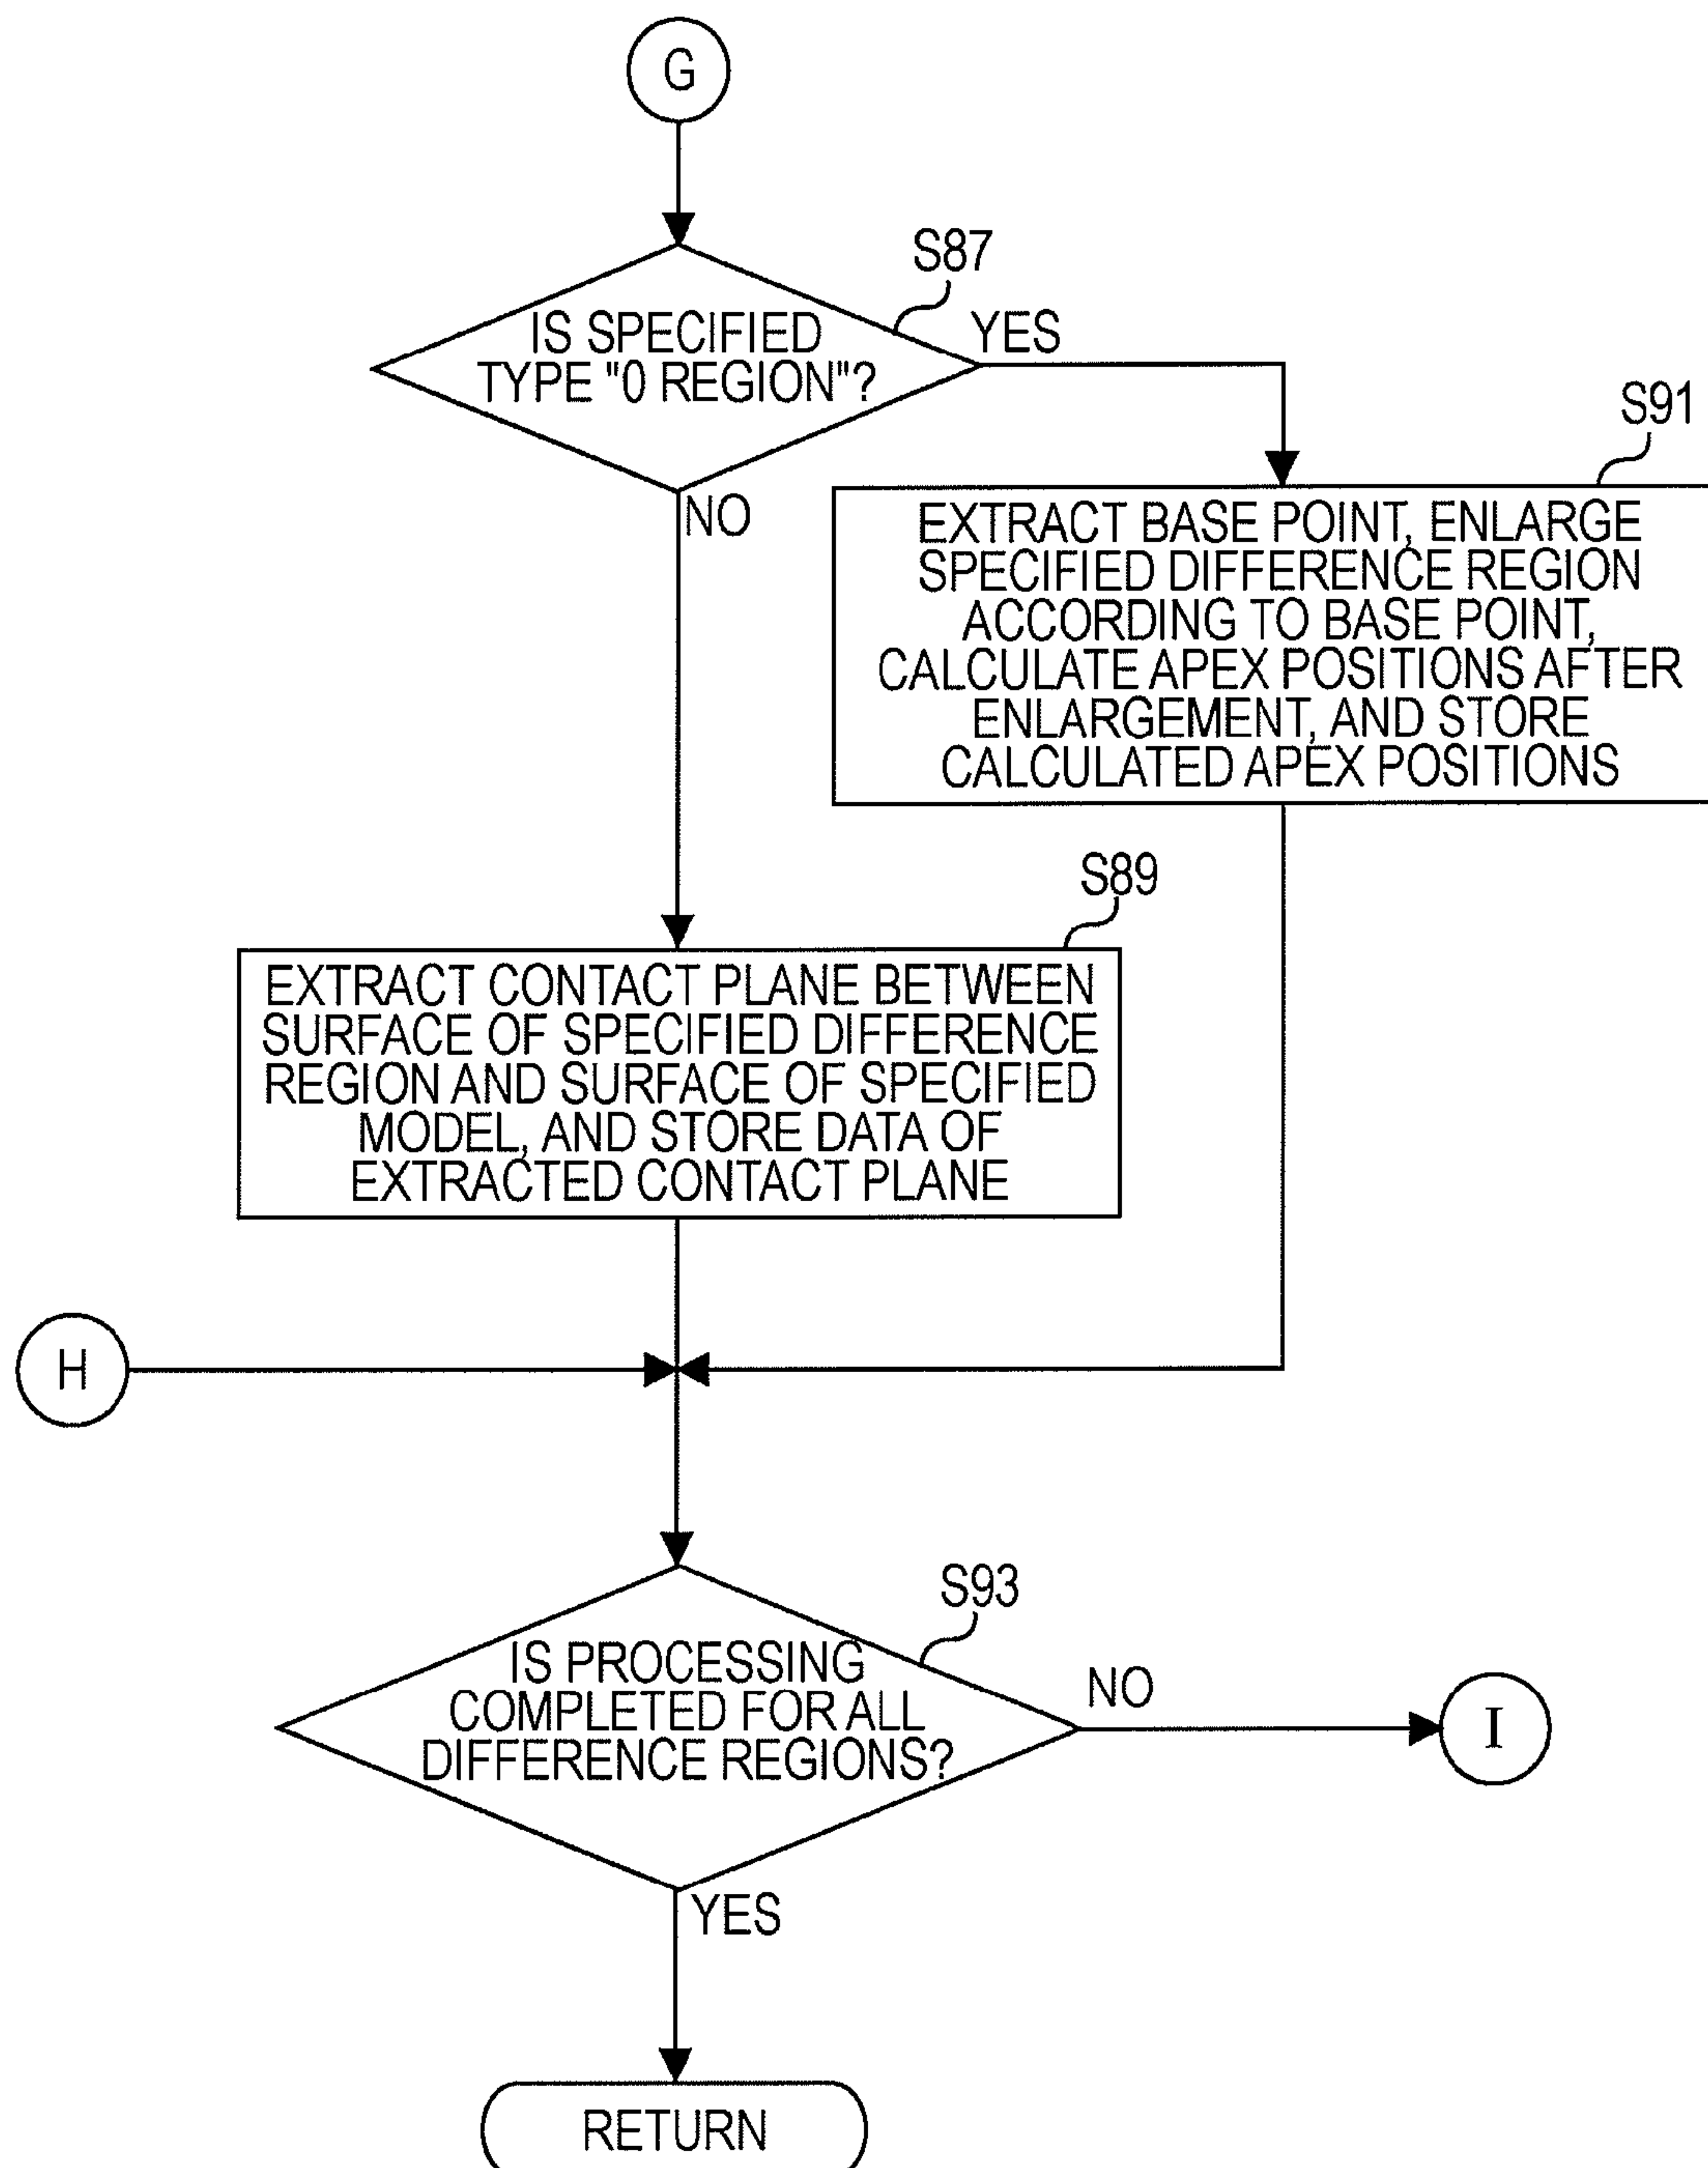 G
S87
IS SPECIFIED
TYPE "0 REGION"?
YES
NO
S91
EXTRACT BASE POINT, ENLARGE
SPECIFIED DIFFERENCE REGION
ACCORDING TO BASE POINT,
CALCULATE APEX POSITIONS AFTER
ENLARGEMENT, AND STORE
CALCULATED APEX POSITIONS
S89
EXTRACT CONTACT PLANE BETWEEN
SURFACE OF SPECIFIED DIFFERENCE
REGION AND SURFACE OF SPECIFIED
MODEL, AND STORE DATA OF
EXTRACTED CONTACT PLANE
H
S93
IS PROCESSING
COMPLETED FOR ALL
DIFFERENCE REGIONS?
NO
I
YES
RETURN